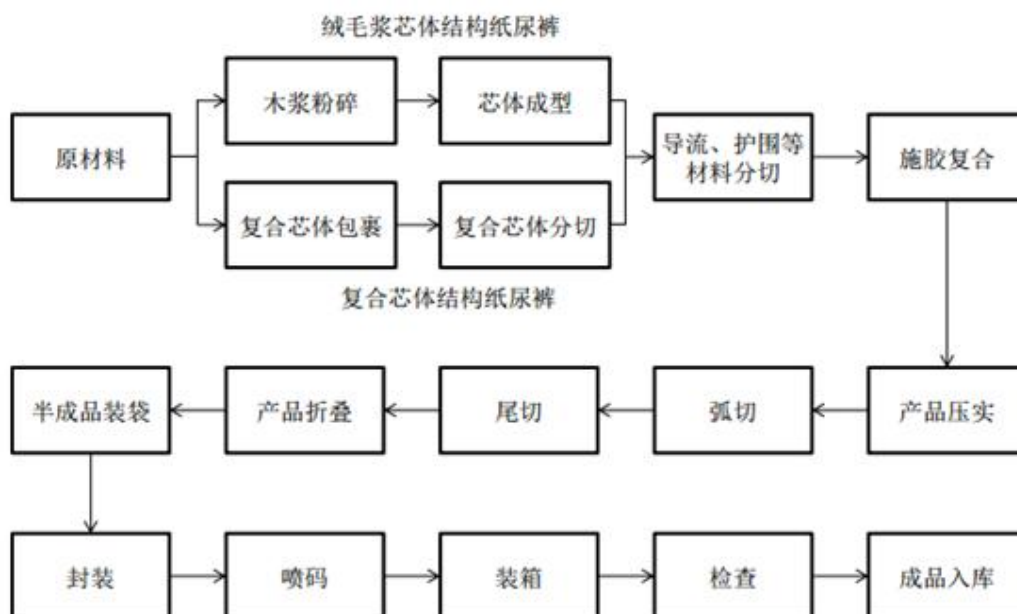 绒毛浆芯体结构纸尿裤
木浆粉碎
芯体成型
原材料
导流、护围等
材料分切
施胶复合
复合芯体包裹
复合芯体分切
复合芯体结构纸尿裤
半成品装袋
产品折叠
尾切
弧切
产品压实
封装
喷码
装箱
检查
成品入库